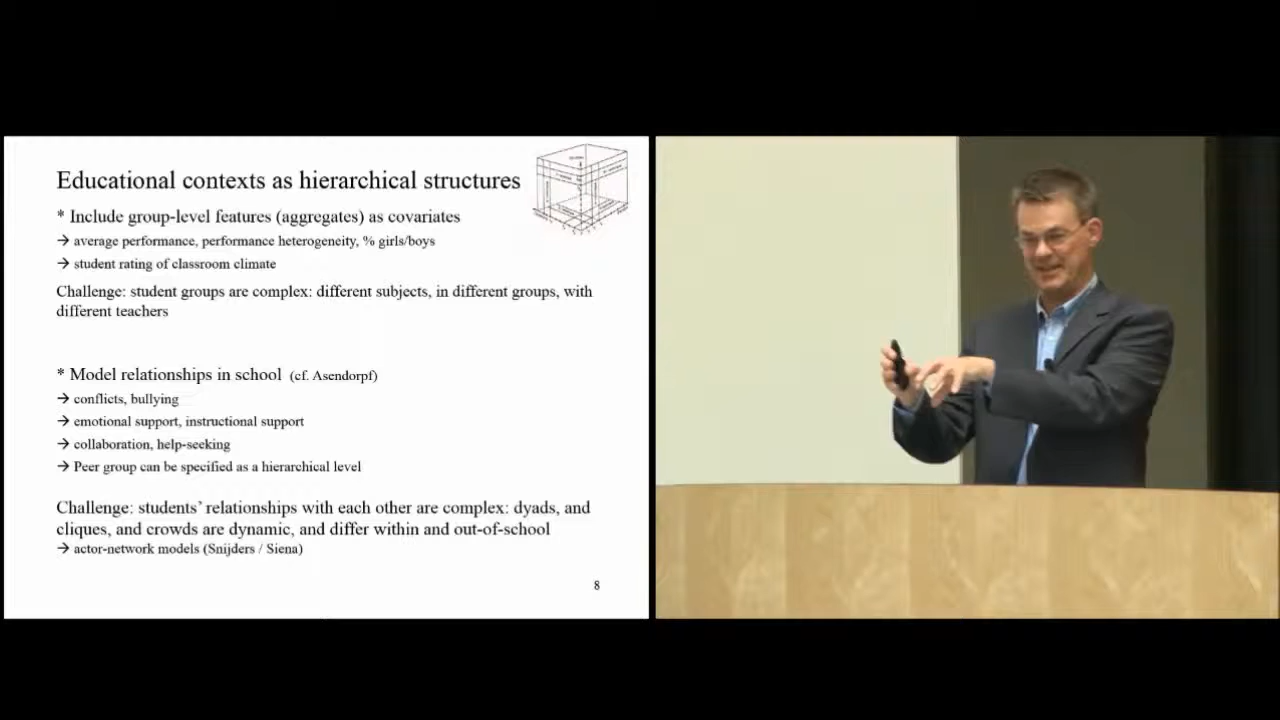 Educational contexts as hierarchical structures
* Include group-level features (aggregates) as covariates
→ average performance, performance heterogeneity, % girls/boys
→ student rating of classroom climate
Challenge: student groups are complex: different subjects, in different groups, with
different teachers
* Model relationships in school (cf. Asendorpf)
→ conflicts, bullying
→ emotional support, instructional support
→ collaboration, help-seeking
→ Peer group can be specified as a hierarchical level
Challenge: students’ relationships with each other are complex: dyads, and
cliques, and crowds are dynamic, and differ within and out-of-school
→ actor-network models (Snijders / Siena)
8